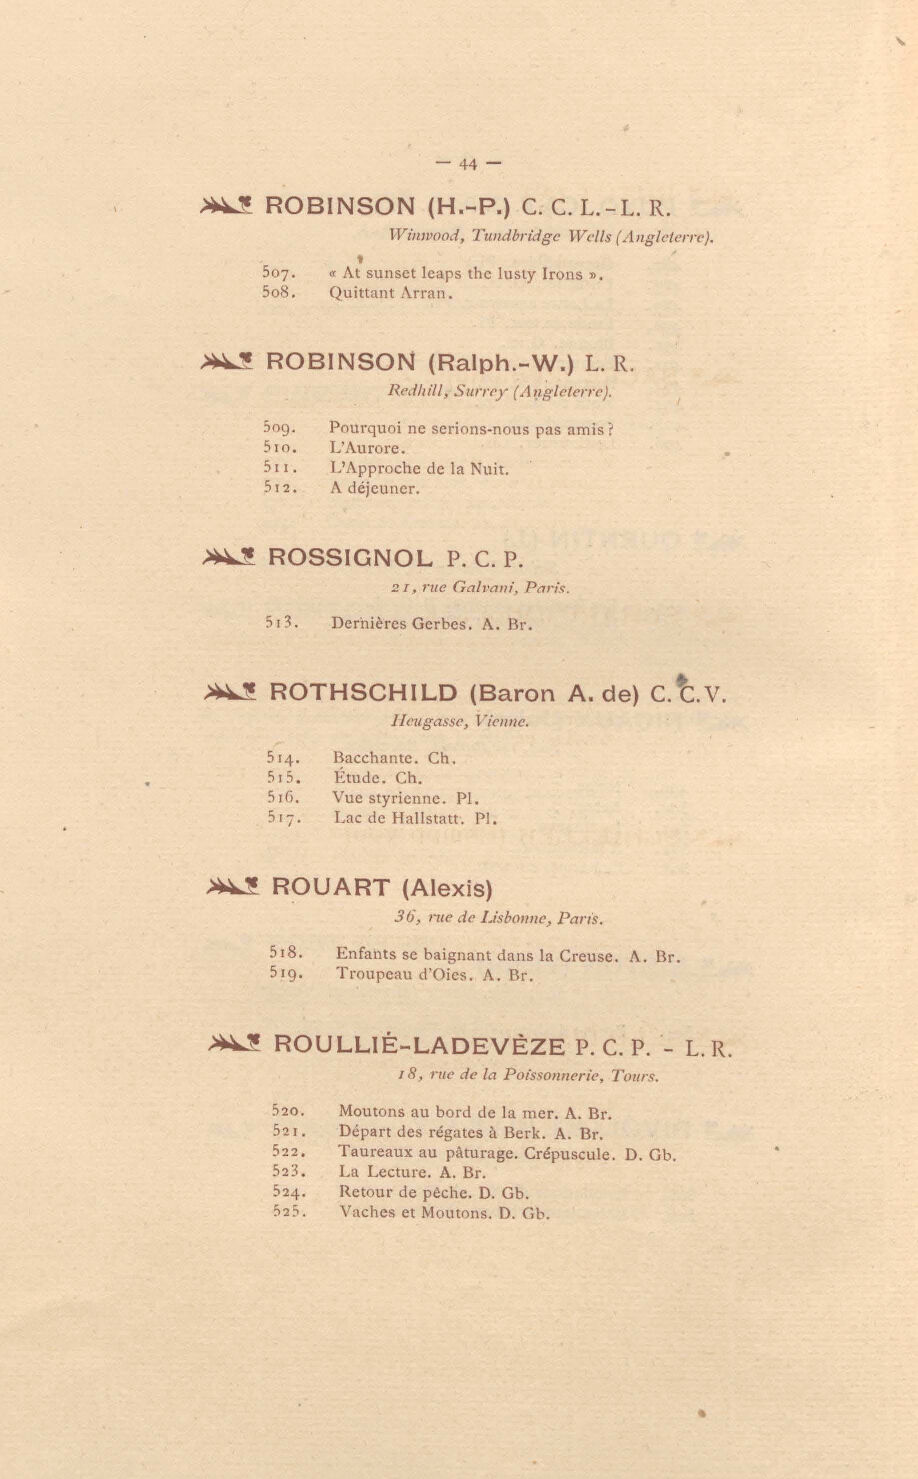 — 44 —
ROBINSON (H.-P.) C. C. L.-L. R.
Winwood, Tundbridge Wells (Angleterre).
507. « At sunset leaps the lusty Irons ».
508. Quittant Arran.
ROBINSON (Ralph.-W.) L. R.
Redhill, Surrey (Angleterre).
509. Pourquoi ne serions-nous pas amis ?
510. L'Aurore.
511. L'Approche de la Nuit.
512. A déjeuner.
ROSSIGNOL P. C. P.
21, rue Galvani, Paris.
513. Dernières Gerbes. A. Br.
ROTHSCHILD (Baron A. de) C. C. V.
Heugasse, Vienne.
514. Bacchante. Ch.
515. Étude. Ch.
516. Vue styrienne. Pl.
517. Lac de Hallstatt. Pl.
ROUART (Alexis)
36, rue de Lisbonne, Paris.
518. Enfants se baignant dans la Creuse. A. Br.
519. Troupeau d'Oies. A. Br.
ROULLIÉ-LADEVÈZE P. C. P. - L. R.
18, rue de la Poissonnerie, Tours.
520. Moutons au bord de la mer. A. Br.
521. Départ des régates à Berk. A. Br.
522. Taureaux au pâturage. Crépuscule. D. Gb.
523. La Lecture. A. Br.
524. Retour de pêche. D. Gb.
525. Vaches et Moutons. D. Gb.